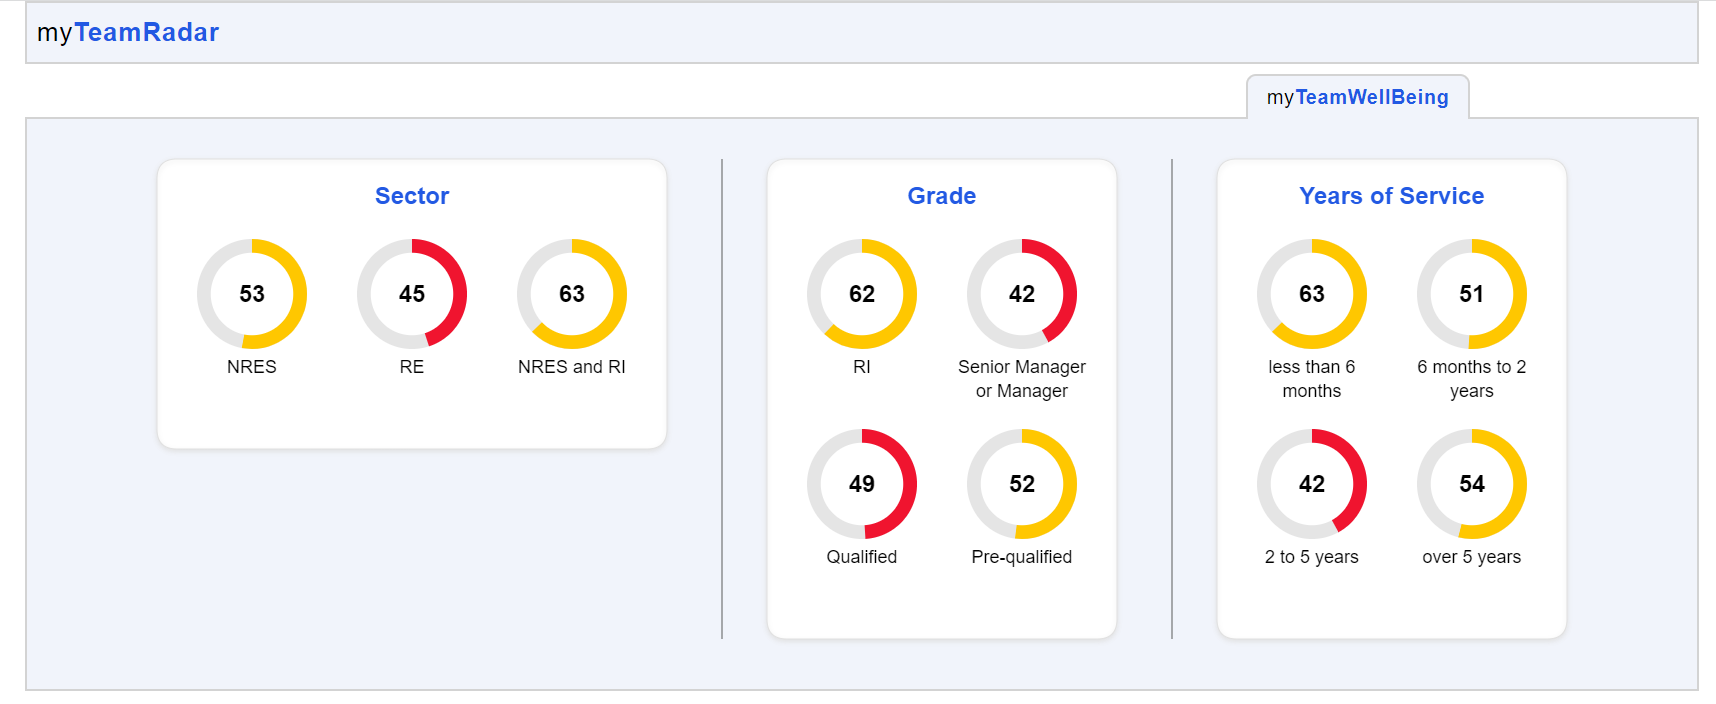 myTeamRadar
myTeamWellBeing
Sector
53
NRES
45
RE
63
NRES and RI
Grade
62
RI
42
Senior Manager
or Manager
49
Qualified
52
Pre-qualified
Years of Service
63
less than 6
months
51
6 months to 2
years
42
2 to 5 years
54
over 5 years